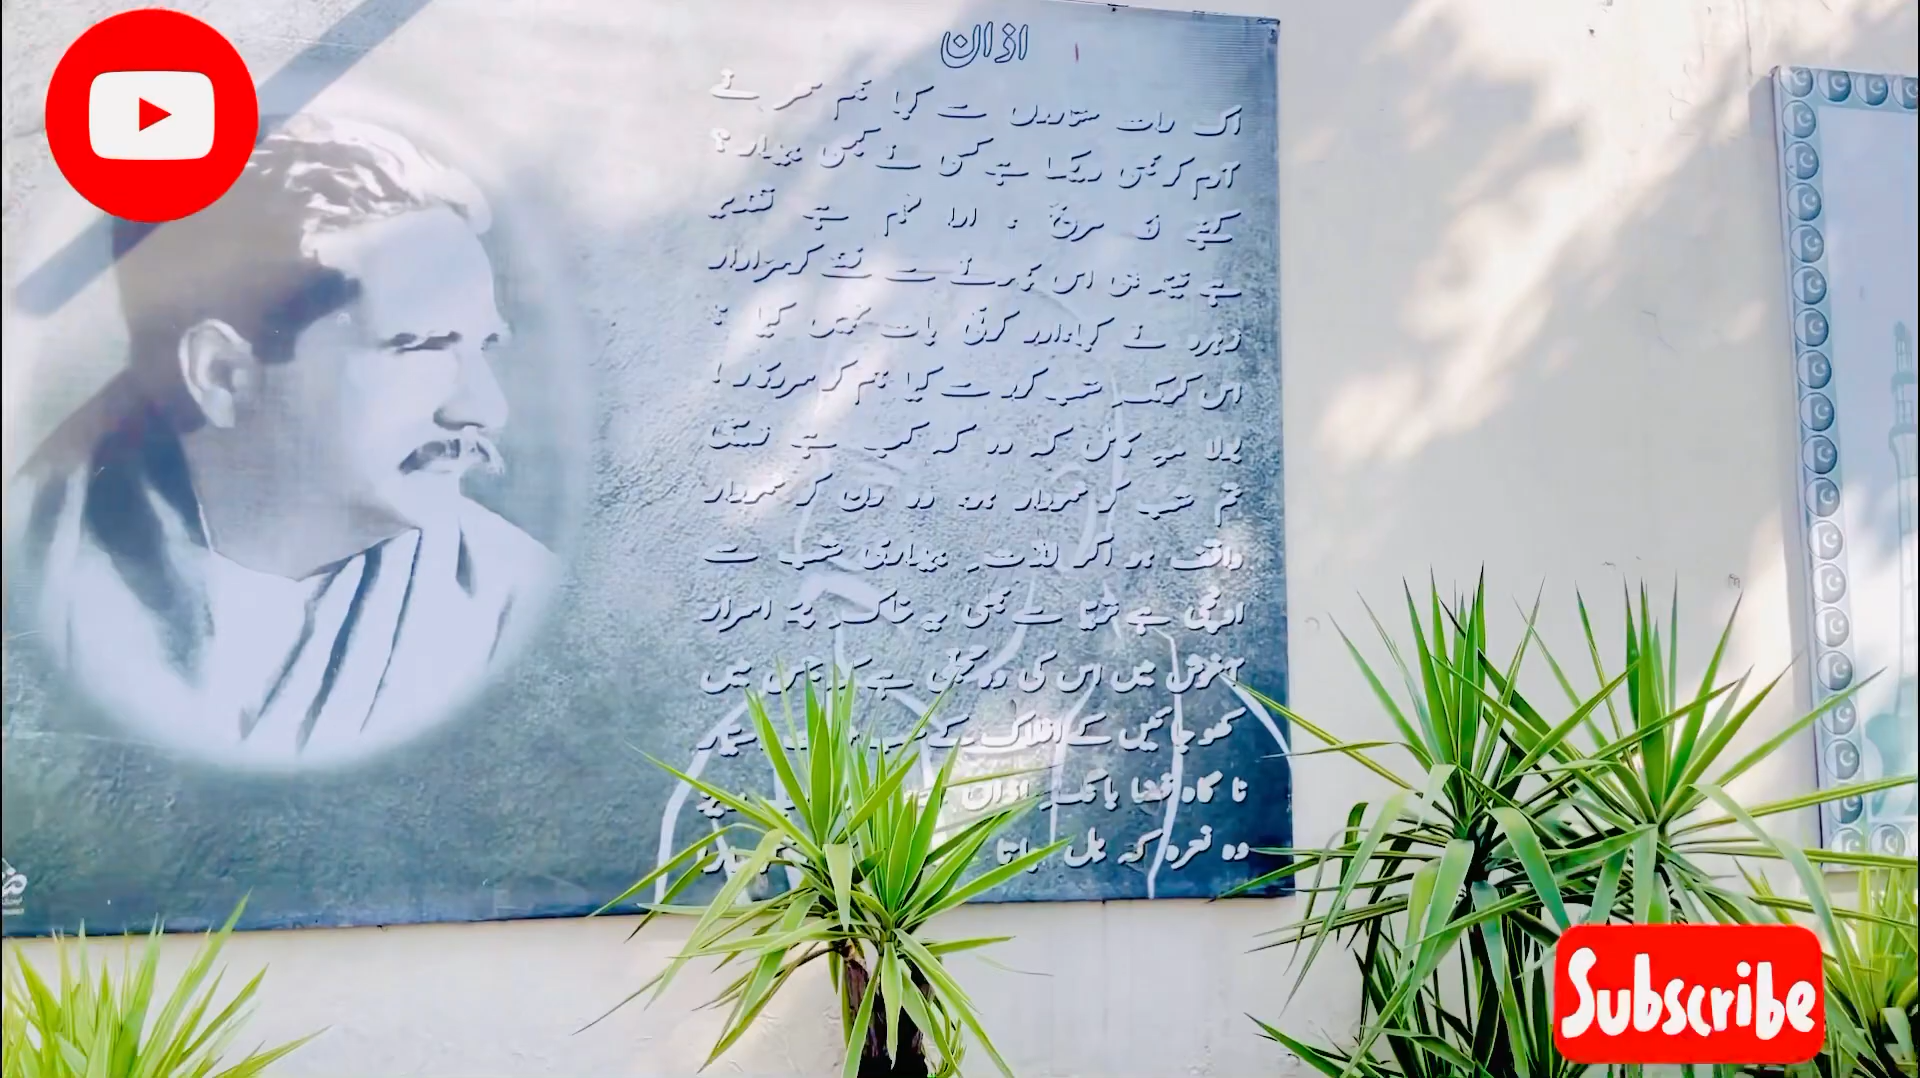 اذان
اک رات ستاروں سے کہا نجم سحر نے
آدم کو بھی دیکھا ہے کسی نے کبھی بیدار؟
کہنے لگا مریخ ، ادا فہم ہے تقدیر
ہے نیند ہی اس چھوٹے سے فتنے کو سزاوار
زہرہ نے کہا، اور کوئی بات نہیں کیا ؟
اس کرمکِ شب کور سے کیا ہم کو سروکار !
بولا مہِ کامل کہ وہ کوکب ہے زمینی
تم شب کو نمودار ہو، وہ دن کو نمودار
واقف ہو اگر لذتِ بیداری شب سے
اونچی ہے ثریا سے بھی یہ خاکِ پر اسرار
آغوش میں اس کی وہ تجلی ہے کہ جس میں
کھو جائیں گے افلاک کے سب
نا گاہ فضا بانگِ اذان
وہ نعرہ کہ ہل جاتا
Subscribe